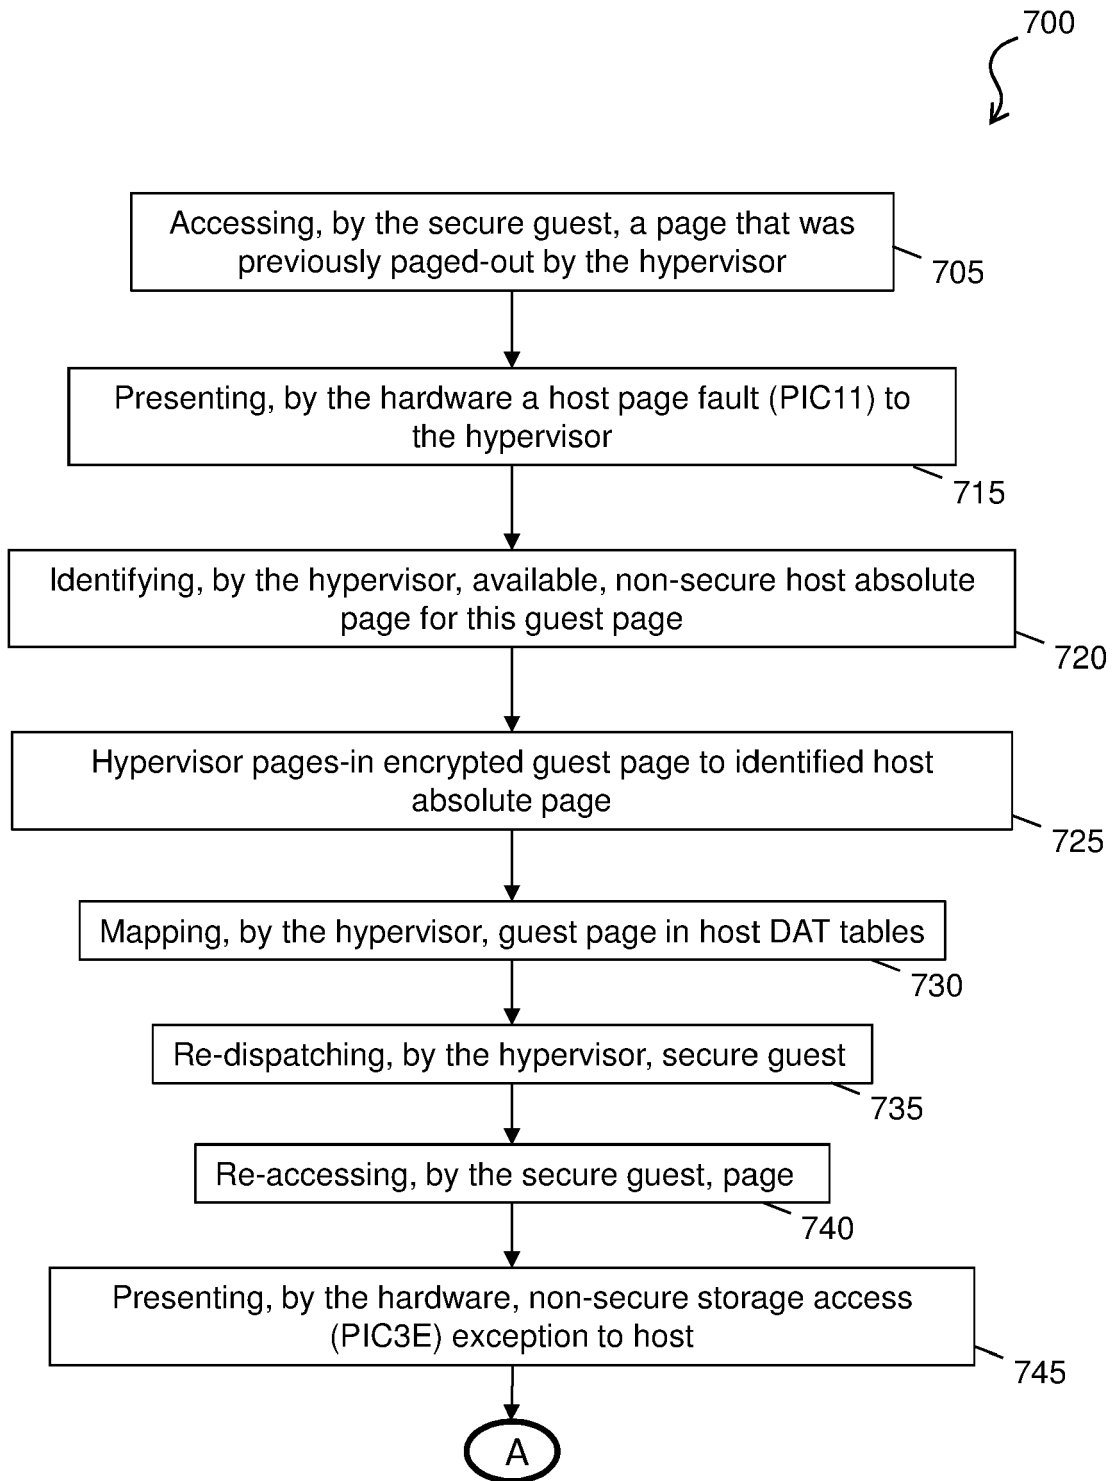 700
Accessing, by the secure guest, a page that was
previously paged-out by the hypervisor
705
Presenting, by the hardware a host page fault (PIC11) to
the hypervisor
715
Identifying, by the hypervisor, available, non-secure host absolute
page for this guest page
720
Hypervisor pages-in encrypted guest page to identified host
absolute page
725
Mapping, by the hypervisor, guest page in host DAT tables
730
Re-dispatching, by the hypervisor, secure guest
735
Re-accessing, by the secure guest, page
740
Presenting, by the hardware, non-secure storage access
(PIC3E) exception to host
745
A